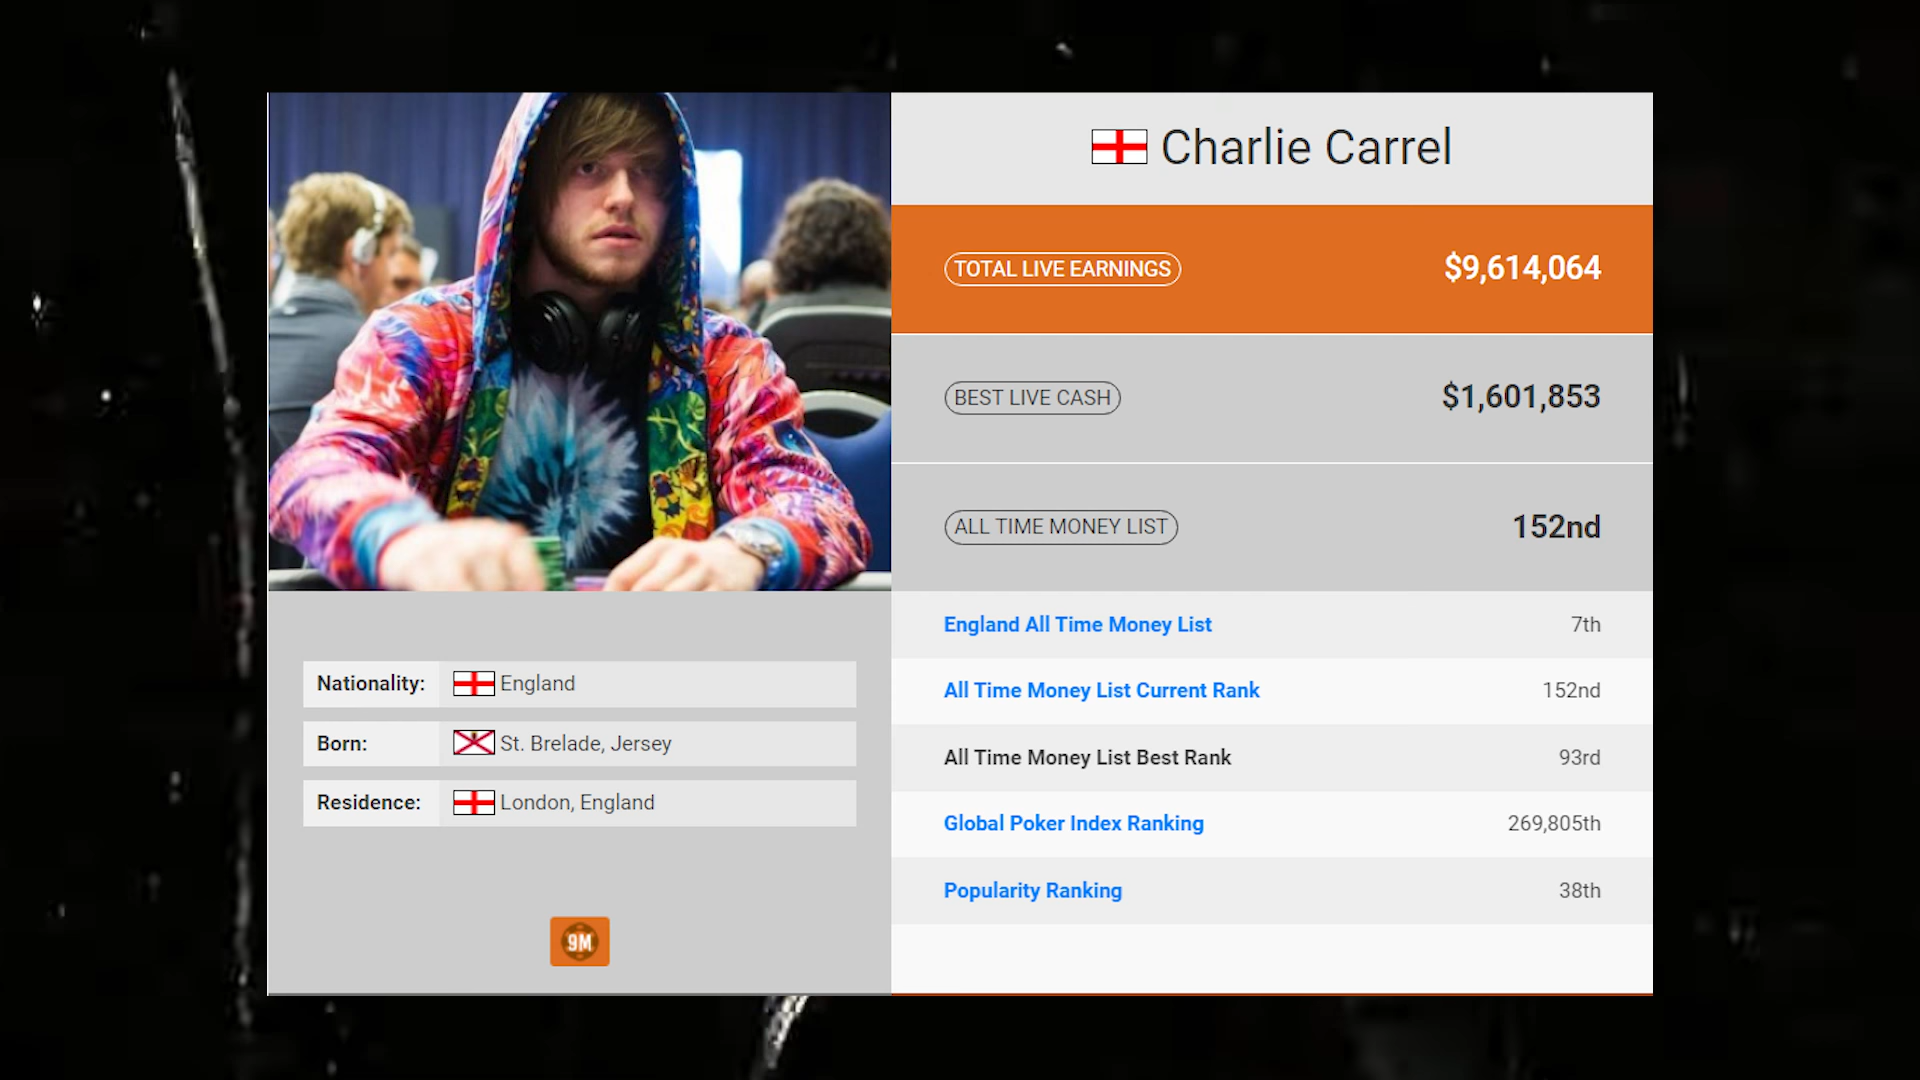 Charlie Carrel
TOTAL LIVE EARNINGS $9,614,064
BEST LIVE CASH $1,601,853
ALL TIME MONEY LIST 152nd
England All Time Money List 7th
All Time Money List Current Rank 152nd
All Time Money List Best Rank 93rd
Global Poker Index Ranking 269,805th
Popularity Ranking 38th
Nationality: England
Born: St. Brelade, Jersey
Residence: London, England
9M